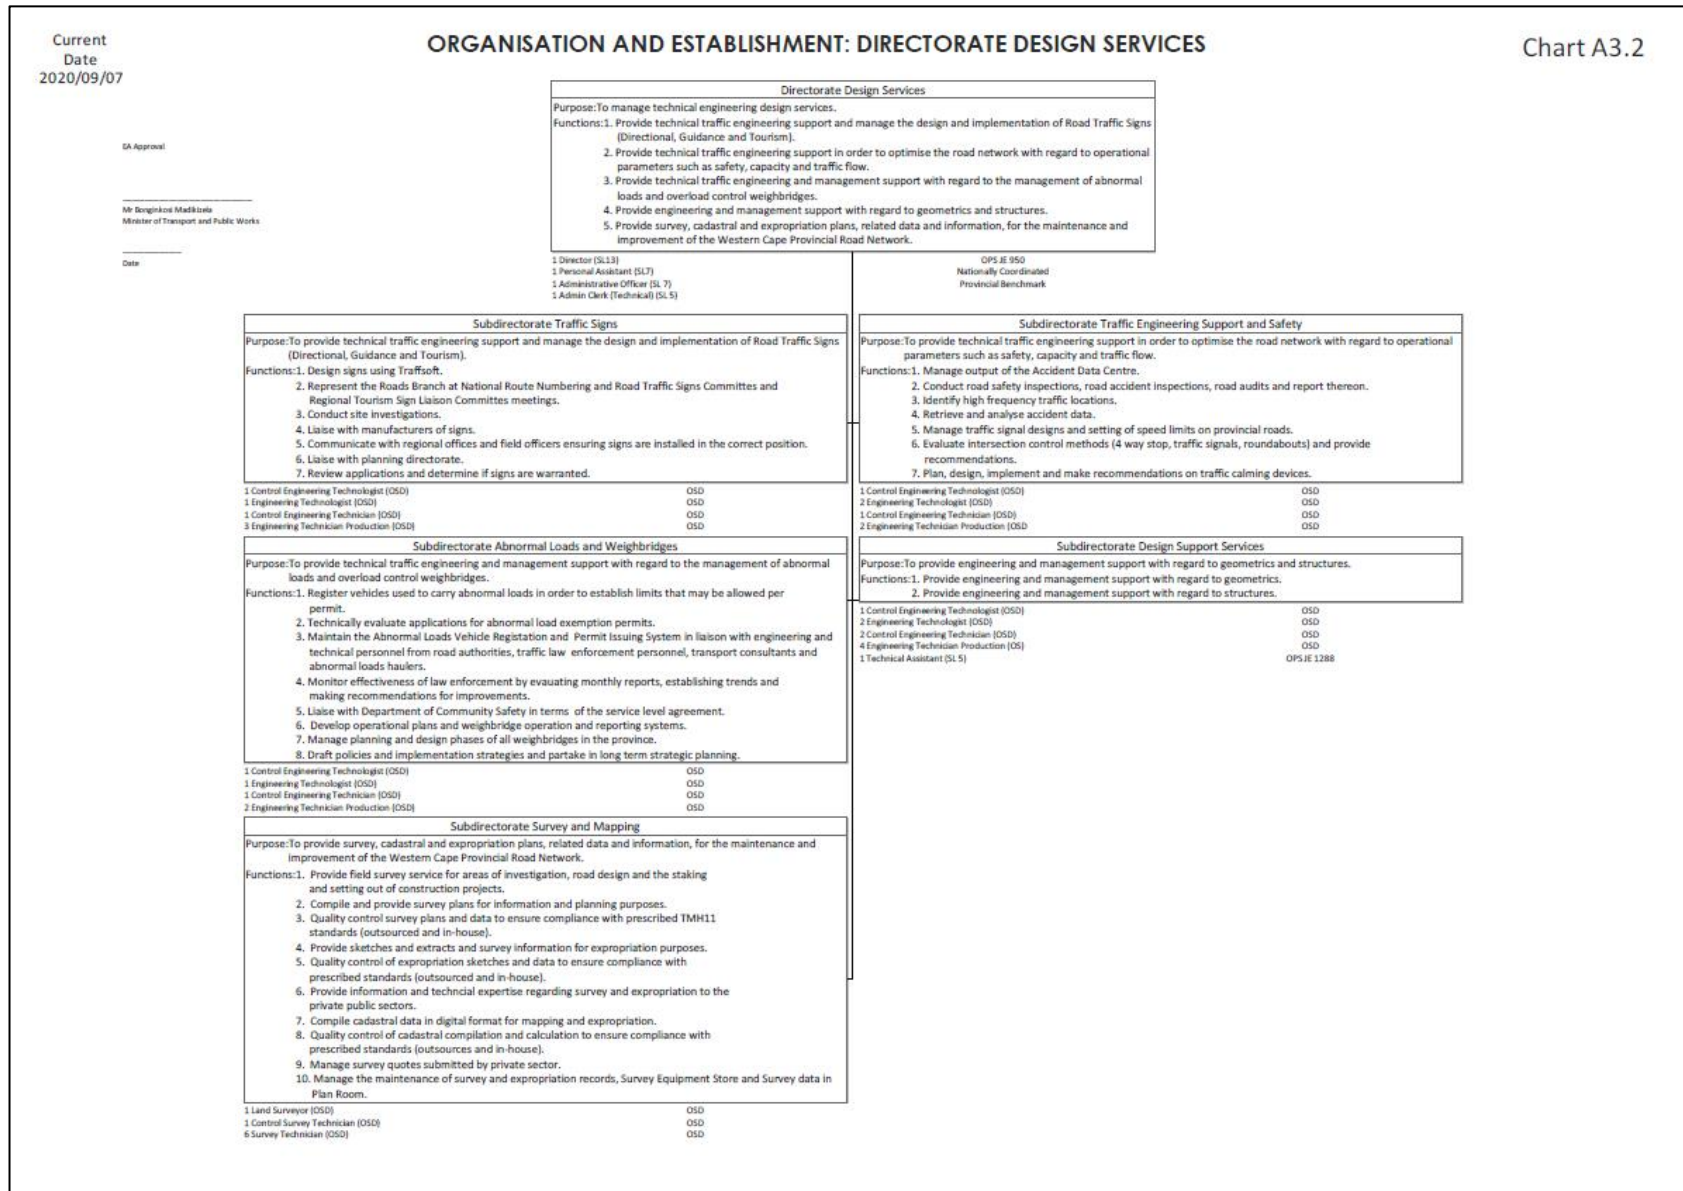 Current
Date
2020/09/07
ORGANISATION AND ESTABLISHMENT: DIRECTORATE DESIGN SERVICES
Chart A3.2
EA Approval
Mr Bonginkosi Madikizela
Minister of Transport and Public Works
Date
Directorate Design Services
Purpose:To manage technical engineering design services.
Functions:1. Provide technical traffic engineering support and manage the design and implementation of Road Traffic Signs
(Directional, Guidance and Tourism).
2. Provide technical traffic engineering support in order to optimise the road network with regard to operational
parameters such as safety, capacity and traffic flow.
3. Provide technical traffic engineering and management support with regard to the management of abnormal
loads and overload control weighbridges.
4. Provide engineering and management support with regard to geometrics and structures.
5. Provide survey, cadastral and expropriation plans, related data and information, for the maintenance and
improvement of the Western Cape Provincial Road Network.
1 Director (SL13)
1 Personal Assistant (SL7)
1 Administrative Officer (SL 7)
1 Admin Clerk (Technical) (SL 5)
OPS JE 950
Nationally Coordinated
Provincial Benchmark
Subdirectorate Traffic Signs
Purpose:To provide technical traffic engineering support and manage the design and implementation of Road Traffic Signs
(Directional, Guidance and Tourism).
Functions:1. Design signs using Traffsoft.
2. Represent the Roads Branch at National Route Numbering and Road Traffic Signs Committees and
Regional Tourism Sign Liaison Committes meetings.
3. Conduct site investigations.
4. Liaise with manufacturers of signs.
5. Communicate with regional offices and field officers ensuring signs are installed in the correct position.
6. Liaise with planning directorate.
7. Review applications and determine if signs are warranted.
1 Control Engineering Technologist (OSD) OSD
1 Engineering Technologist (OSD) OSD
1 Control Engineering Technician (OSD) OSD
3 Engineering Technician Production (OSD) OSD
Subdirectorate Traffic Engineering Support and Safety
Purpose:To provide technical traffic engineering support in order to optimise the road network with regard to operational
parameters such as safety, capacity and traffic flow.
Functions:1. Manage output of the Accident Data Centre.
2. Conduct road safety inspections, road accident inspections, road audits and report thereon.
3. Identify high frequency traffic locations.
4. Retrieve and analyse accident data.
5. Manage traffic signal designs and setting of speed limits on provincial roads.
6. Evaluate intersection control methods (4 way stop, traffic signals, roundabouts) and provide
recommendations.
7. Plan, design, implement and make recommendations on traffic calming devices.
1 Control Engineering Technologist (OSD) OSD
2 Engineering Technologist (OSD) OSD
1 Control Engineering Technician (OSD) OSD
2 Engineering Technician Production (OSD OSD
Subdirectorate Abnormal Loads and Weighbridges
Purpose:To provide technical traffic engineering and management support with regard to the management of abnormal
loads and overload control weighbridges.
Functions:1. Register vehicles used to carry abnormal loads in order to establish limits that may be allowed per
permit.
2. Technically evaluate applications for abnormal load exemption permits.
3. Maintain the Abnormal Loads Vehicle Registation and Permit Issuing System in liaison with engineering and
technical personnel from road authorities, traffic law enforcement personnel, transport consultants and
abnormal loads haulers.
4. Monitor effectiveness of law enforcement by evauating monthly reports, establishing trends and
making recommendations for improvements.
5. Liaise with Department of Community Safety in terms of the service level agreement.
6. Develop operational plans and weighbridge operation and reporting systems.
7. Manage planning and design phases of all weighbridges in the province.
8. Draft policies and implementation strategies and partake in long term strategic planning.
1 Control Engineering Technologist (OSD) OSD
1 Engineering Technologist (OSD) OSD
1 Control Engineering Technician (OSD) OSD
2 Engineering Technician Production (OSD) OSD
Subdirectorate Design Support Services
Purpose:To provide engineering and management support with regard to geometrics and structures.
Functions:1. Provide engineering and management support with regard to geometrics.
2. Provide engineering and management support with regard to structures.
1 Control Engineering Technologist (OSD) OSD
2 Engineering Technologist (OSD) OSD
2 Control Engineering Technician (OSD) OSD
4 Engineering Technician Production (OS) OSD
1 Technical Assistant (SL 5) OPS JE 1288
Subdirectorate Survey and Mapping
Purpose:To provide survey, cadastral and expropriation plans, related data and information, for the maintenance and
improvement of the Western Cape Provincial Road Network.
Functions:1. Provide field survey service for areas of investigation, road design and the staking
and setting out of construction projects.
2. Compile and provide survey plans for information and planning purposes.
3. Quality control survey plans and data to ensure compliance with prescribed TMH11
standards (outsourced and in-house).
4. Provide sketches and extracts and survey information for expropriation purposes.
5. Quality control of expropriation sketches and data to ensure compliance with
prescribed standards (outsourced and in-house).
6. Provide information and techncial expertise regarding survey and expropriation to the
private public sectors.
7. Compile cadastral data in digital format for mapping and expropriation.
8. Quality control of cadastral compilation and calculation to ensure compliance with
prescribed standards (outsources and in-house).
9. Manage survey quotes submitted by private sector.
10. Manage the maintenance of survey and expropriation records, Survey Equipment Store and Survey data in
Plan Room.
1 Land Surveyor (OSD) OSD
1 Control Survey Technician (OSD) OSD
6 Survey Technician (OSD) OSD